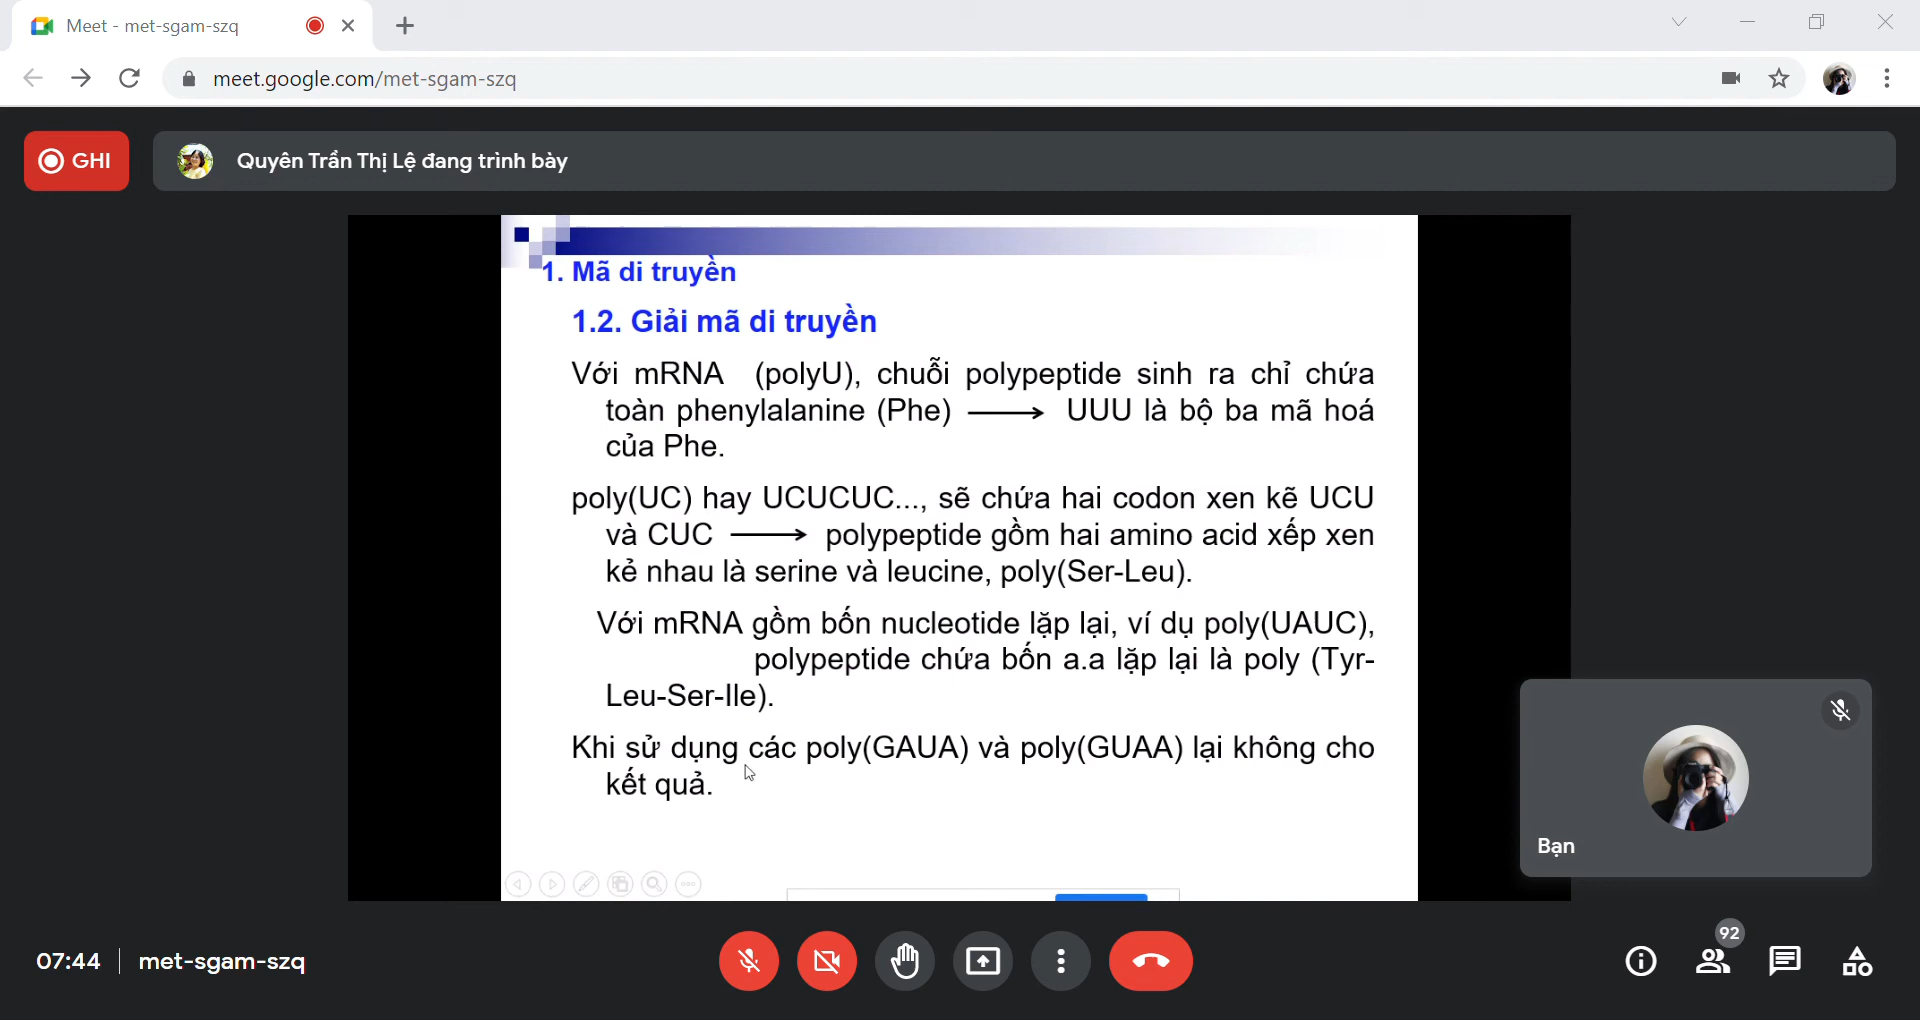 Meet - met-sgam-szq
meet.google.com/met-sgam-szq
GHI
Quyên Trần Thị Lệ đang trình bày
1. Mã di truyền
1.2. Giải mã di truyền
Với mRNA (polyU), chuỗi polypeptide sinh ra chỉ chứa
toàn phenylalanine (Phe) ⟶ UUU là bộ ba mã hoá
của Phe.
poly(UC) hay UCUCUC..., sẽ chứa hai codon xen kẽ UCU
và CUC ⟶ polypeptide gồm hai amino acid xếp xen
kẻ nhau là serine và leucine, poly(Ser-Leu).
Với mRNA gồm bốn nucleotide lặp lại, ví dụ poly(UAUC),
polypeptide chứa bốn a.a lặp lại là poly (Tyr-
Leu-Ser-Ile).
Khi sử dụng các poly(GAUA) và poly(GUAA) lại không cho
kết quả.
Bạn
07:44
met-sgam-szq
92